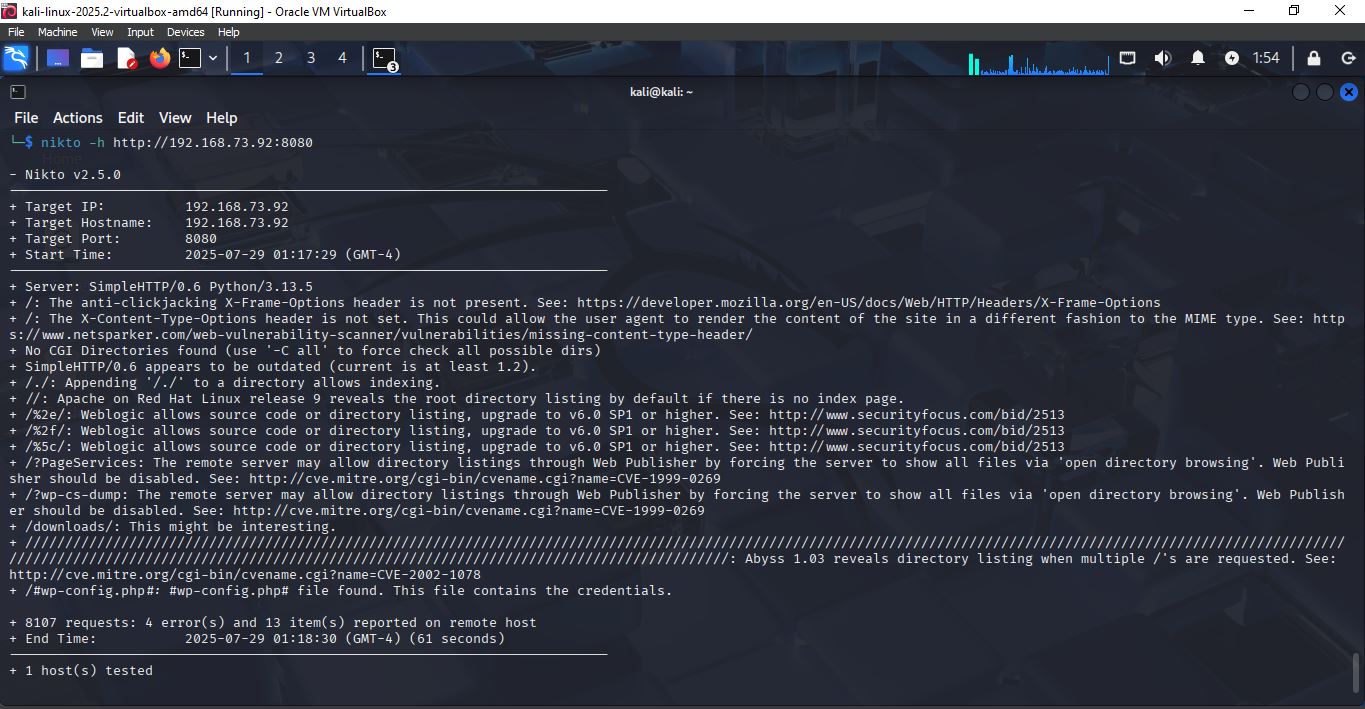 kali-linux-2025.2-virtualbox-amd64 [Running] - Oracle VM VirtualBox
File Machine View Input Devices Help
1 2 3 4 3 1:54
kali@kali: ~
File Actions Edit View Help
└─$ nikto -h http://192.168.73.92:8080
Home
- Nikto v2.5.0
+ Target IP: 192.168.73.92
+ Target Hostname: 192.168.73.92
+ Target Port: 8080
+ Start Time: 2025-07-29 01:17:29 (GMT-4)
+ Server: SimpleHTTP/0.6 Python/3.13.5
+ /: The anti-clickjacking X-Frame-Options header is not present. See: https://developer.mozilla.org/en-US/docs/Web/HTTP/Headers/X-Frame-Options
+ /: The X-Content-Type-Options header is not set. This could allow the user agent to render the content of the site in a different fashion to the MIME type. See: http
s://www.netsparker.com/web-vulnerability-scanner/vulnerabilities/missing-content-type-header/
+ No CGI Directories found (use '-C all' to force check all possible dirs)
+ SimpleHTTP/0.6 appears to be outdated (current is at least 1.2).
+ /./: Appending '/./' to a directory allows indexing.
+ //: Apache on Red Hat Linux release 9 reveals the root directory listing by default if there is no index page.
+ /%2e/: Weblogic allows source code or directory listing, upgrade to v6.0 SP1 or higher. See: http://www.securityfocus.com/bid/2513
+ /%2f/: Weblogic allows source code or directory listing, upgrade to v6.0 SP1 or higher. See: http://www.securityfocus.com/bid/2513
+ /%5c/: Weblogic allows source code or directory listing, upgrade to v6.0 SP1 or higher. See: http://www.securityfocus.com/bid/2513
+ /?PageServices: The remote server may allow directory listings through Web Publisher by forcing the server to show all files via 'open directory browsing'. Web Publi
sher should be disabled. See: http://cve.mitre.org/cgi-bin/cvename.cgi?name=CVE-1999-0269
+ /?wp-cs-dump: The remote server may allow directory listings through Web Publisher by forcing the server to show all files via 'open directory browsing'. Web Publish
er should be disabled. See: http://cve.mitre.org/cgi-bin/cvename.cgi?name=CVE-1999-0269
+ /downloads/: This might be interesting.
+ /////////////////////////////////////////////////////////////////////////////////////////////////////////////////////////////////////////////////////////////////////
//////////////////////////////////////////////////////////////////////////////////////////: Abyss 1.03 reveals directory listing when multiple /'s are requested. See:
http://cve.mitre.org/cgi-bin/cvename.cgi?name=CVE-2002-1078
+ /#wp-config.php#: #wp-config.php# file found. This file contains the credentials.
+ 8107 requests: 4 error(s) and 13 item(s) reported on remote host
+ End Time: 2025-07-29 01:18:30 (GMT-4) (61 seconds)
+ 1 host(s) tested